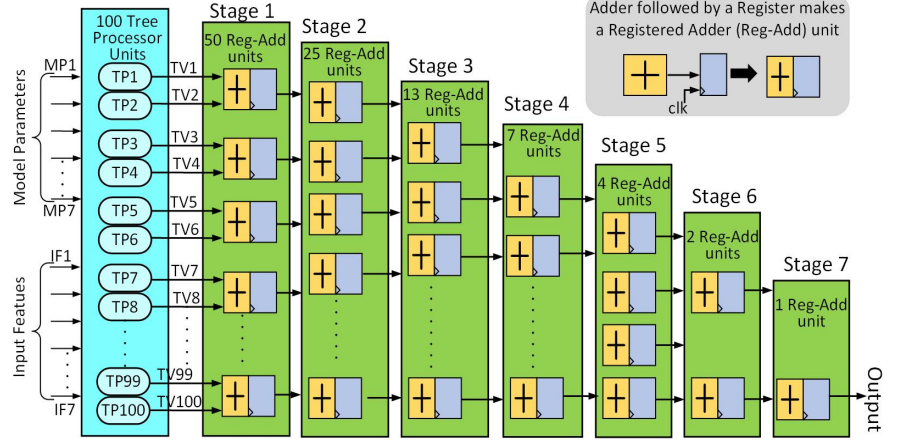 Stage 1
Stage 2
Stage 3
Stage 4
Stage 5
Stage 6
Stage 7
Adder followed by a Register makes
a Registered Adder (Reg-Add) unit
clk
100 Tree
Processor
Units
50 Reg-Add
units
25 Reg-Add
units
13 Reg-Add
units
7 Reg-Add
units
4 Reg-Add
units
2 Reg-Add
units
1 Reg-Add
unit
Model Parameters
MP1
MP7
Input Featues
IF1
IF7
TP1
TP2
TP3
TP4
TP5
TP6
TP7
TP8
TP99
TP100
TV1
TV2
TV3
TV4
TV5
TV6
TV7
TV8
TV99
TV100
Output